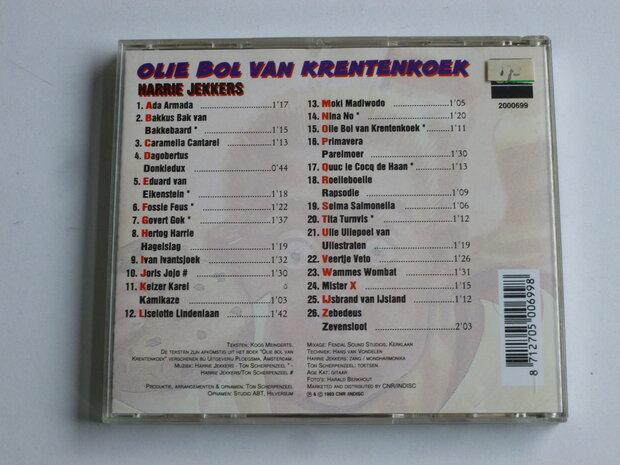 OLIE BOL VAN KRENTENKOEK
HARRIE JEKKERS
2000699
1. Ada Armada ...1'17
2. Bakkus Bak van
Bakkebaard * ...1'15
3. Caramella Cantarel ...1'13
4. Dagobertus
Donkiedux ...0'44
5. Eduard van
Eikenstein * ...1'18
6. Fossie Feus * ...1'22
7. Govert Gok * ...1'37
8. Hertog Harrie
Hagelslag ...1'19
9. Ivan Ivantsjoek ...1'32
10. Joris Jojo # ...1'30
11. Keizer Karel
Kamikaze ...1'03
12. Liselotte Lindenlaan ...1'42
13. Moki Madiwodo ...1'05
14. Nina No * ...1'20
15. Olie Bol van Krentenkoek * ...1'11
16. Primavera
Parelmoer ...1'30
17. Quuc le Cocq de Haan * ...1'13
18. Roelleboelle
Rapsodie ...1'09
19. Selma Salmonella ...1'06
20. Tita Turnvis * ...1'12
21. Ulle Ullepoel van
Ullestraten ...1'19
22. Veertje Veto ...1'26
23. Wammes Wombat ...1'31
24. Mister X ...1'15
25. IJsbrand van IJsland ...1'12
26. Zebedeus
Zevensloot ...2'03
Teksten: Koos Meinderts.
De teksten zijn afkomstig uit het boek "Olie bol van
Krentenkoek" verschenen bij Uitgeverij Ploegsma, Amsterdam.
Muziek: Harrie Jekkers - Ton Scherpenzeel * -
Harrie Jekkers/Ton Scherpenzeel #
Produktie, arrangementen & opnamen: Ton Scherpenzeel
Opnamen: Studio ABT, Hilversum
Mixage: Fendal Sound Studios, Kerklaan
Techniek: Hans van Vondelen
Harrie Jekkers: zang / mondharmonika
Ton Scherpenzeel: toetsen
Age Kat: gitaar
Foto's: Harald Berkhout
Marketed and distributed by CNR/INDISC
℗ & © 1993 CNR /INDISC
8 712705 006998